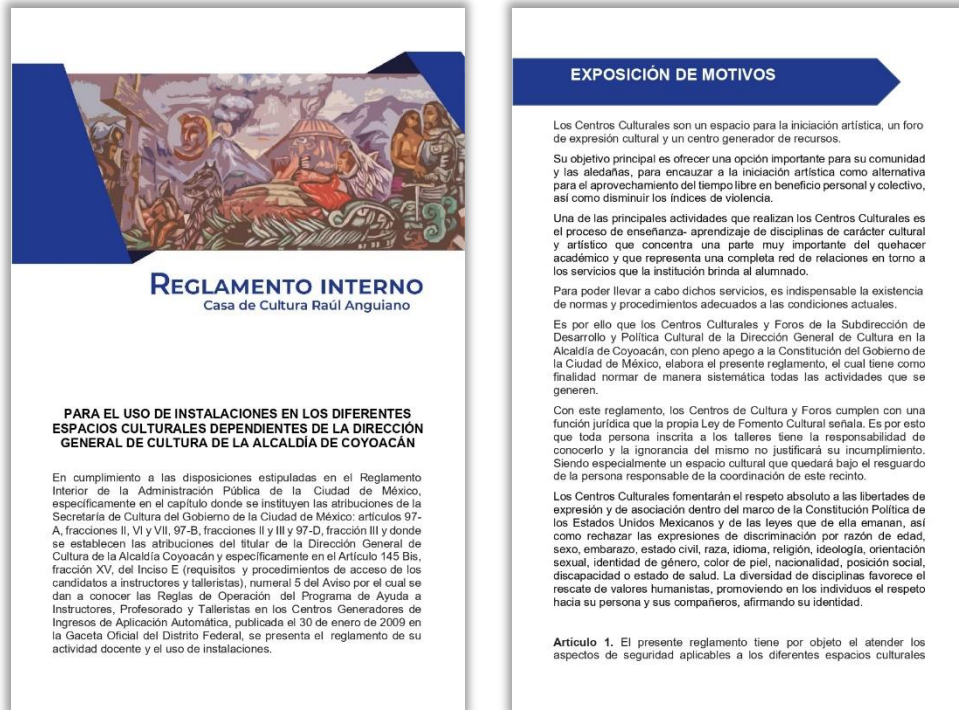 REGLAMENTO INTERNO
Casa de Cultura Raúl Anguiano
PARA EL USO DE INSTALACIONES EN LOS DIFERENTES
ESPACIOS CULTURALES DEPENDIENTES DE LA DIRECCIÓN
GENERAL DE CULTURA DE LA ALCALDÍA DE COYOACÁN
En cumplimiento a las disposiciones estipuladas en el Reglamento
Interior de la Administración Pública de la Ciudad de México,
específicamente en el capítulo donde se instituyen las atribuciones de la
Secretaría de Cultura del Gobierno de la Ciudad de México: artículos 97-
A, fracciones II, VI y VII, 97-B, fracciones II y III y 97-D, fracción III y donde
se establecen las atribuciones del titular de la Dirección General de
Cultura de la Alcaldía Coyoacán y específicamente en el Artículo 145 Bis,
fracción XV, del Inciso E (requisitos y procedimientos de acceso de los
candidatos a instructores y talleristas), numeral 5 del Aviso por el cual se
dan a conocer las Reglas de Operación del Programa de Ayuda a
Instructores, Profesorado y Talleristas en los Centros Generadores de
Ingresos de Aplicación Automática, publicada el 30 de enero de 2009 en
la Gaceta Oficial del Distrito Federal, se presenta el reglamento de su
actividad docente y el uso de instalaciones.
EXPOSICIÓN DE MOTIVOS
Los Centros Culturales son un espacio para la iniciación artística, un foro
de expresión cultural y un centro generador de recursos.
Su objetivo principal es ofrecer una opción importante para su comunidad
y las aledañas, para encauzar a la iniciación artística como alternativa
para el aprovechamiento del tiempo libre en beneficio personal y colectivo,
así como disminuir los índices de violencia.
Una de las principales actividades que realizan los Centros Culturales es
el proceso de enseñanza- aprendizaje de disciplinas de carácter cultural
y artístico que concentra una parte muy importante del quehacer
académico y que representa una completa red de relaciones en torno a
los servicios que la institución brinda al alumnado.
Para poder llevar a cabo dichos servicios, es indispensable la existencia
de normas y procedimientos adecuados a las condiciones actuales.
Es por ello que los Centros Culturales y Foros de la Subdirección de
Desarrollo y Política Cultural de la Dirección General de Cultura en la
Alcaldía de Coyoacán, con pleno apego a la Constitución del Gobierno de
la Ciudad de México, elabora el presente reglamento, el cual tiene como
finalidad normar de manera sistemática todas las actividades que se
generen.
Con este reglamento, los Centros de Cultura y Foros cumplen con una
función jurídica que la propia Ley de Fomento Cultural señala. Es por esto
que toda persona inscrita a los talleres tiene la responsabilidad de
conocerlo y la ignorancia del mismo no justificará su incumplimiento.
Siendo especialmente un espacio cultural que quedará bajo el resguardo
de la persona responsable de la coordinación de este recinto.
Los Centros Culturales fomentarán el respeto absoluto a las libertades de
expresión y de asociación dentro del marco de la Constitución Política de
los Estados Unidos Mexicanos y de las leyes que de ella emanan, así
como rechazar las expresiones de discriminación por razón de edad,
sexo, embarazo, estado civil, raza, idioma, religión, ideología, orientación
sexual, identidad de género, color de piel, nacionalidad, posición social,
discapacidad o estado de salud. La diversidad de disciplinas favorece el
rescate de valores humanistas, promoviendo en los individuos el respeto
hacia su persona y sus compañeros, afirmando su identidad.
Artículo 1. El presente reglamento tiene por objeto el atender los
aspectos de seguridad aplicables a los diferentes espacios culturales